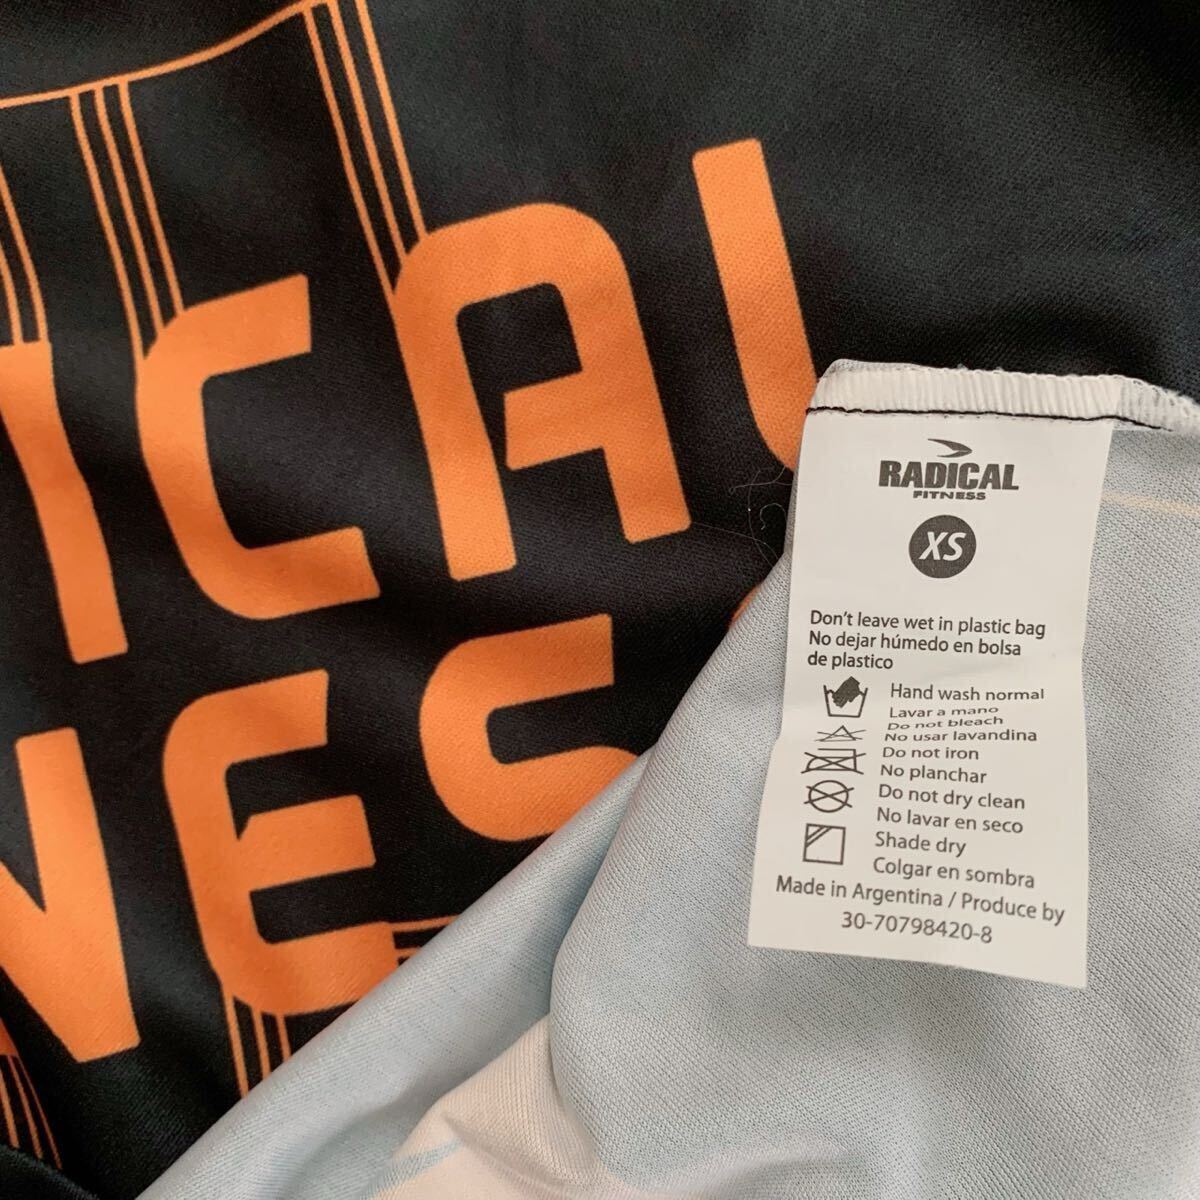 ICAL
NES
RADICAL
FITNESS
XS
Don't leave wet in plastic bag
No dejar húmedo en bolsa
de plastico
Hand wash normal
Lavar a mano
Do not bleach
No usar lavandina
Do not iron
No planchar
Do not dry clean
No lavar en seco
Shade dry
Colgar en sombra
Made in Argentina / Produce by
30-70798420-8